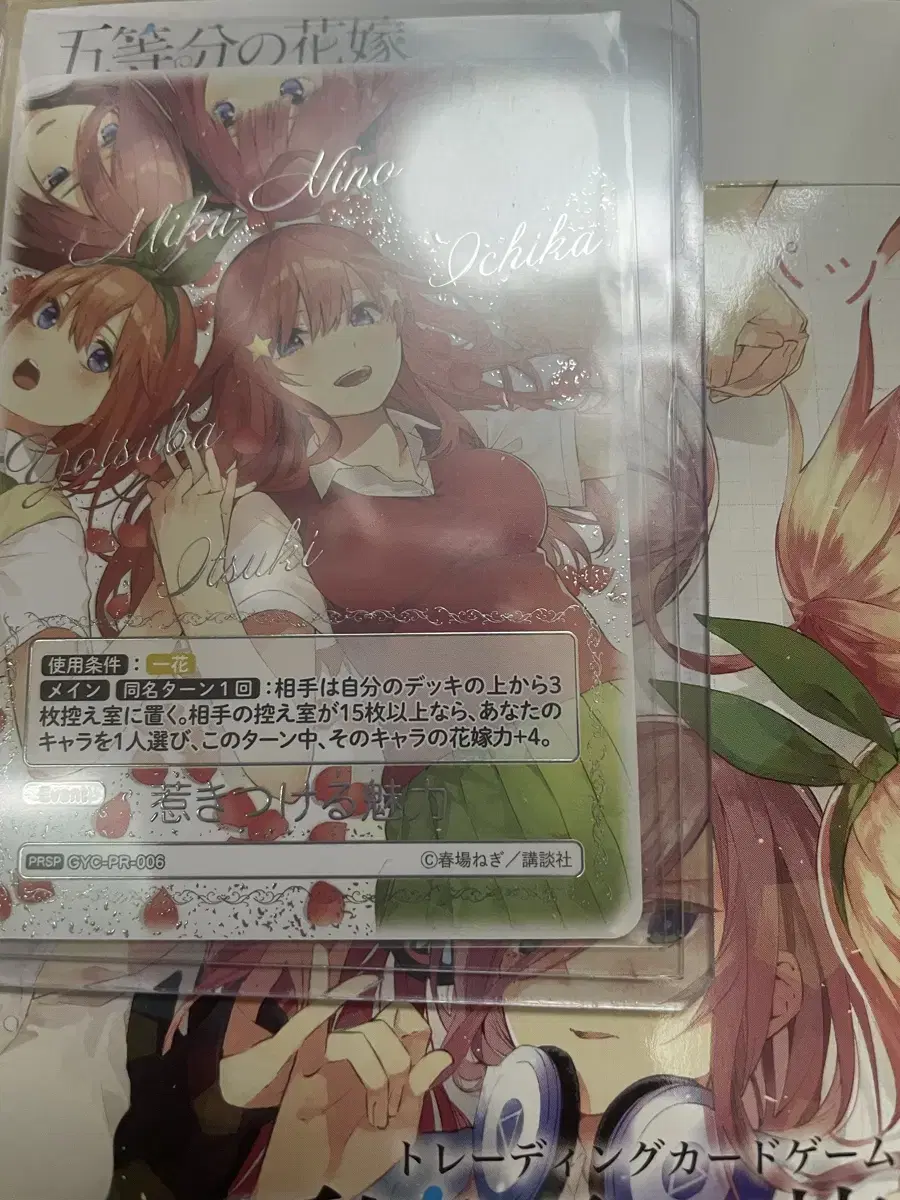 五等分の花嫁
Nino
Miku
Ichika
Yotsuba
Itsuki
使用条件：一花
メイン 同名ターン1回：相手は自分のデッキの上から3
枚控え室に置く。相手の控え室が15枚以上なら、あなたの
キャラを1人選び、このターン中、そのキャラの花嫁力+4。
Event
惹きつける魅力
PRSP GYC-PR-006
©春場ねぎ／講談社
トレーディングカードゲーム